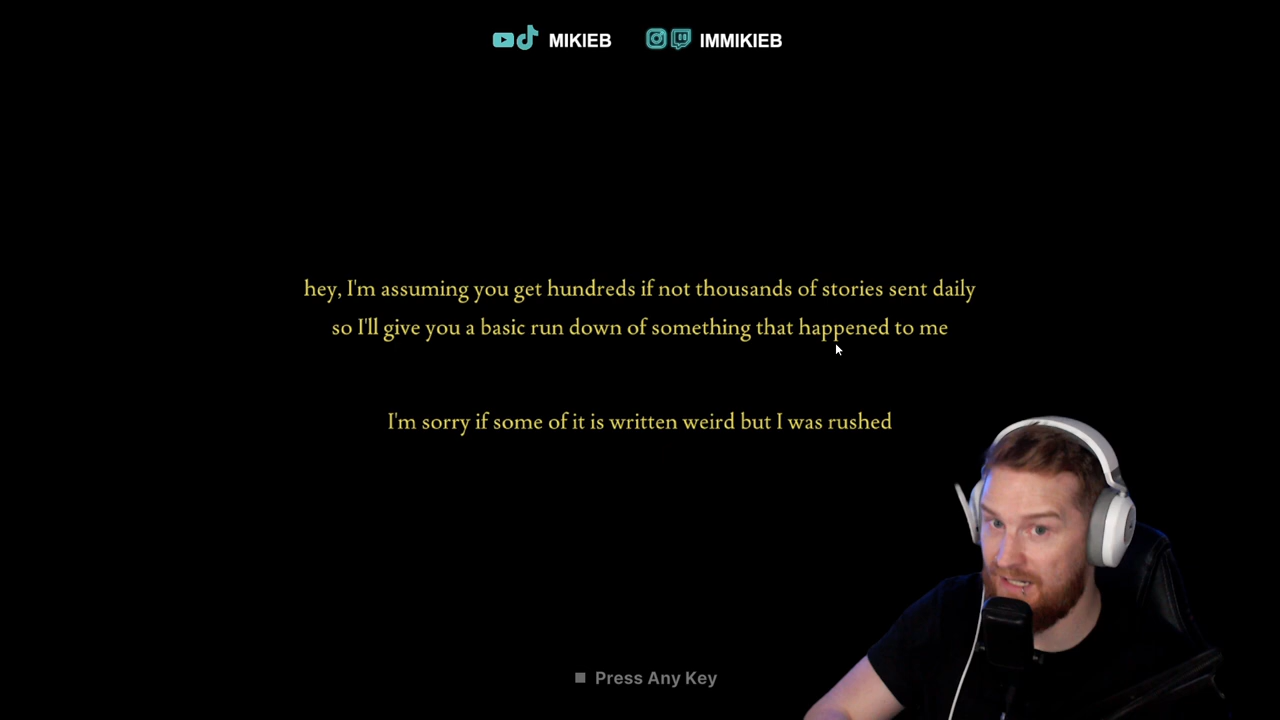 MIKIEB IMMIKIEB
hey, I'm assuming you get hundreds if not thousands of stories sent daily
so I'll give you a basic run down of something that happened to me
I'm sorry if some of it is written weird but I was rushed
Press Any Key